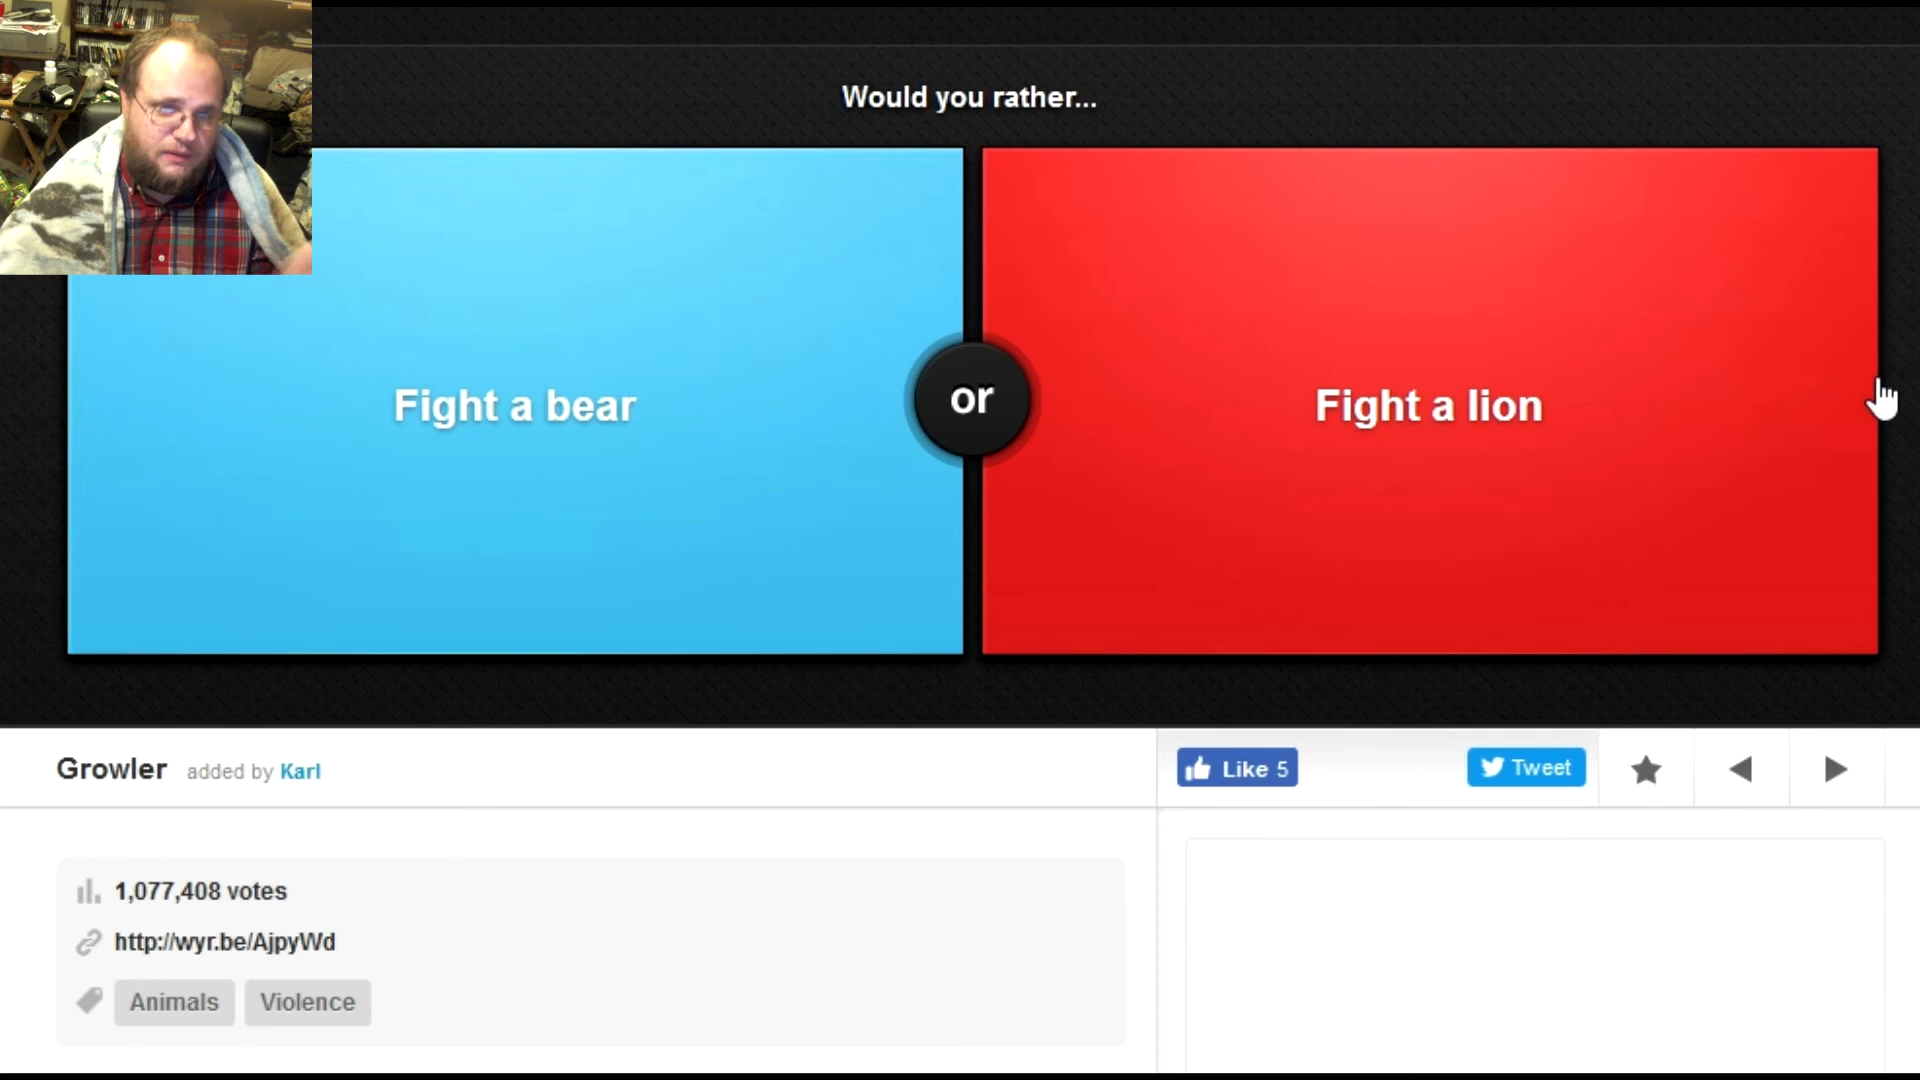 Would you rather...
Fight a bear
or
Fight a lion
Growler added by Karl
Like 5
Tweet
1,077,408 votes
http://wyr.be/AjpyWd
Animals Violence